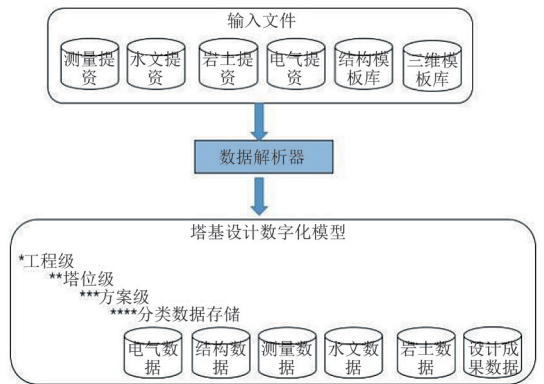 输入文件
测量提资 水文提资 岩土提资 电气提资 结构模板库 三维模板库
数据解析器
塔基设计数字化模型
*工程级
**塔位级
***方案级
****分类数据存储
电气数据 结构数据 测量数据 水文数据 岩土数据 设计成果数据